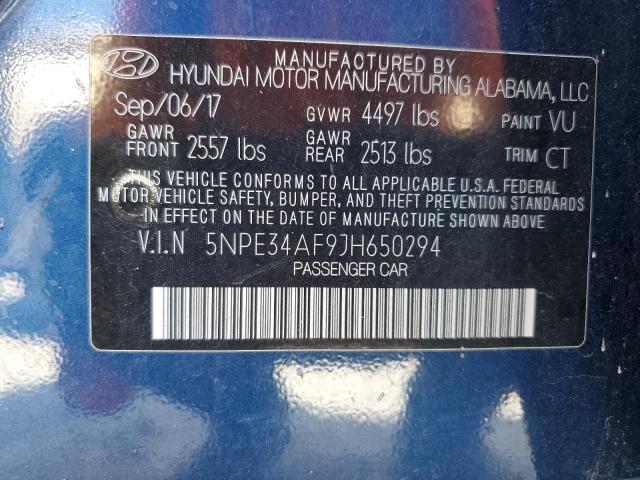 MANUFACTURED BY
HYUNDAI MOTOR MANUFACTURING ALABAMA, LLC
Sep/06/17 GVWR 4497 lbs PAINT VU
GAWR FRONT 2557 lbs GAWR REAR 2513 lbs TRIM CT
THIS VEHICLE CONFORMS TO ALL APPLICABLE U.S.A. FEDERAL
MOTOR VEHICLE SAFETY, BUMPER, AND THEFT PREVENTION STANDARDS
IN EFFECT ON THE DATE OF MANUFACTURE SHOWN ABOVE.
V.I.N 5NPE34AF9JH650294
PASSENGER CAR